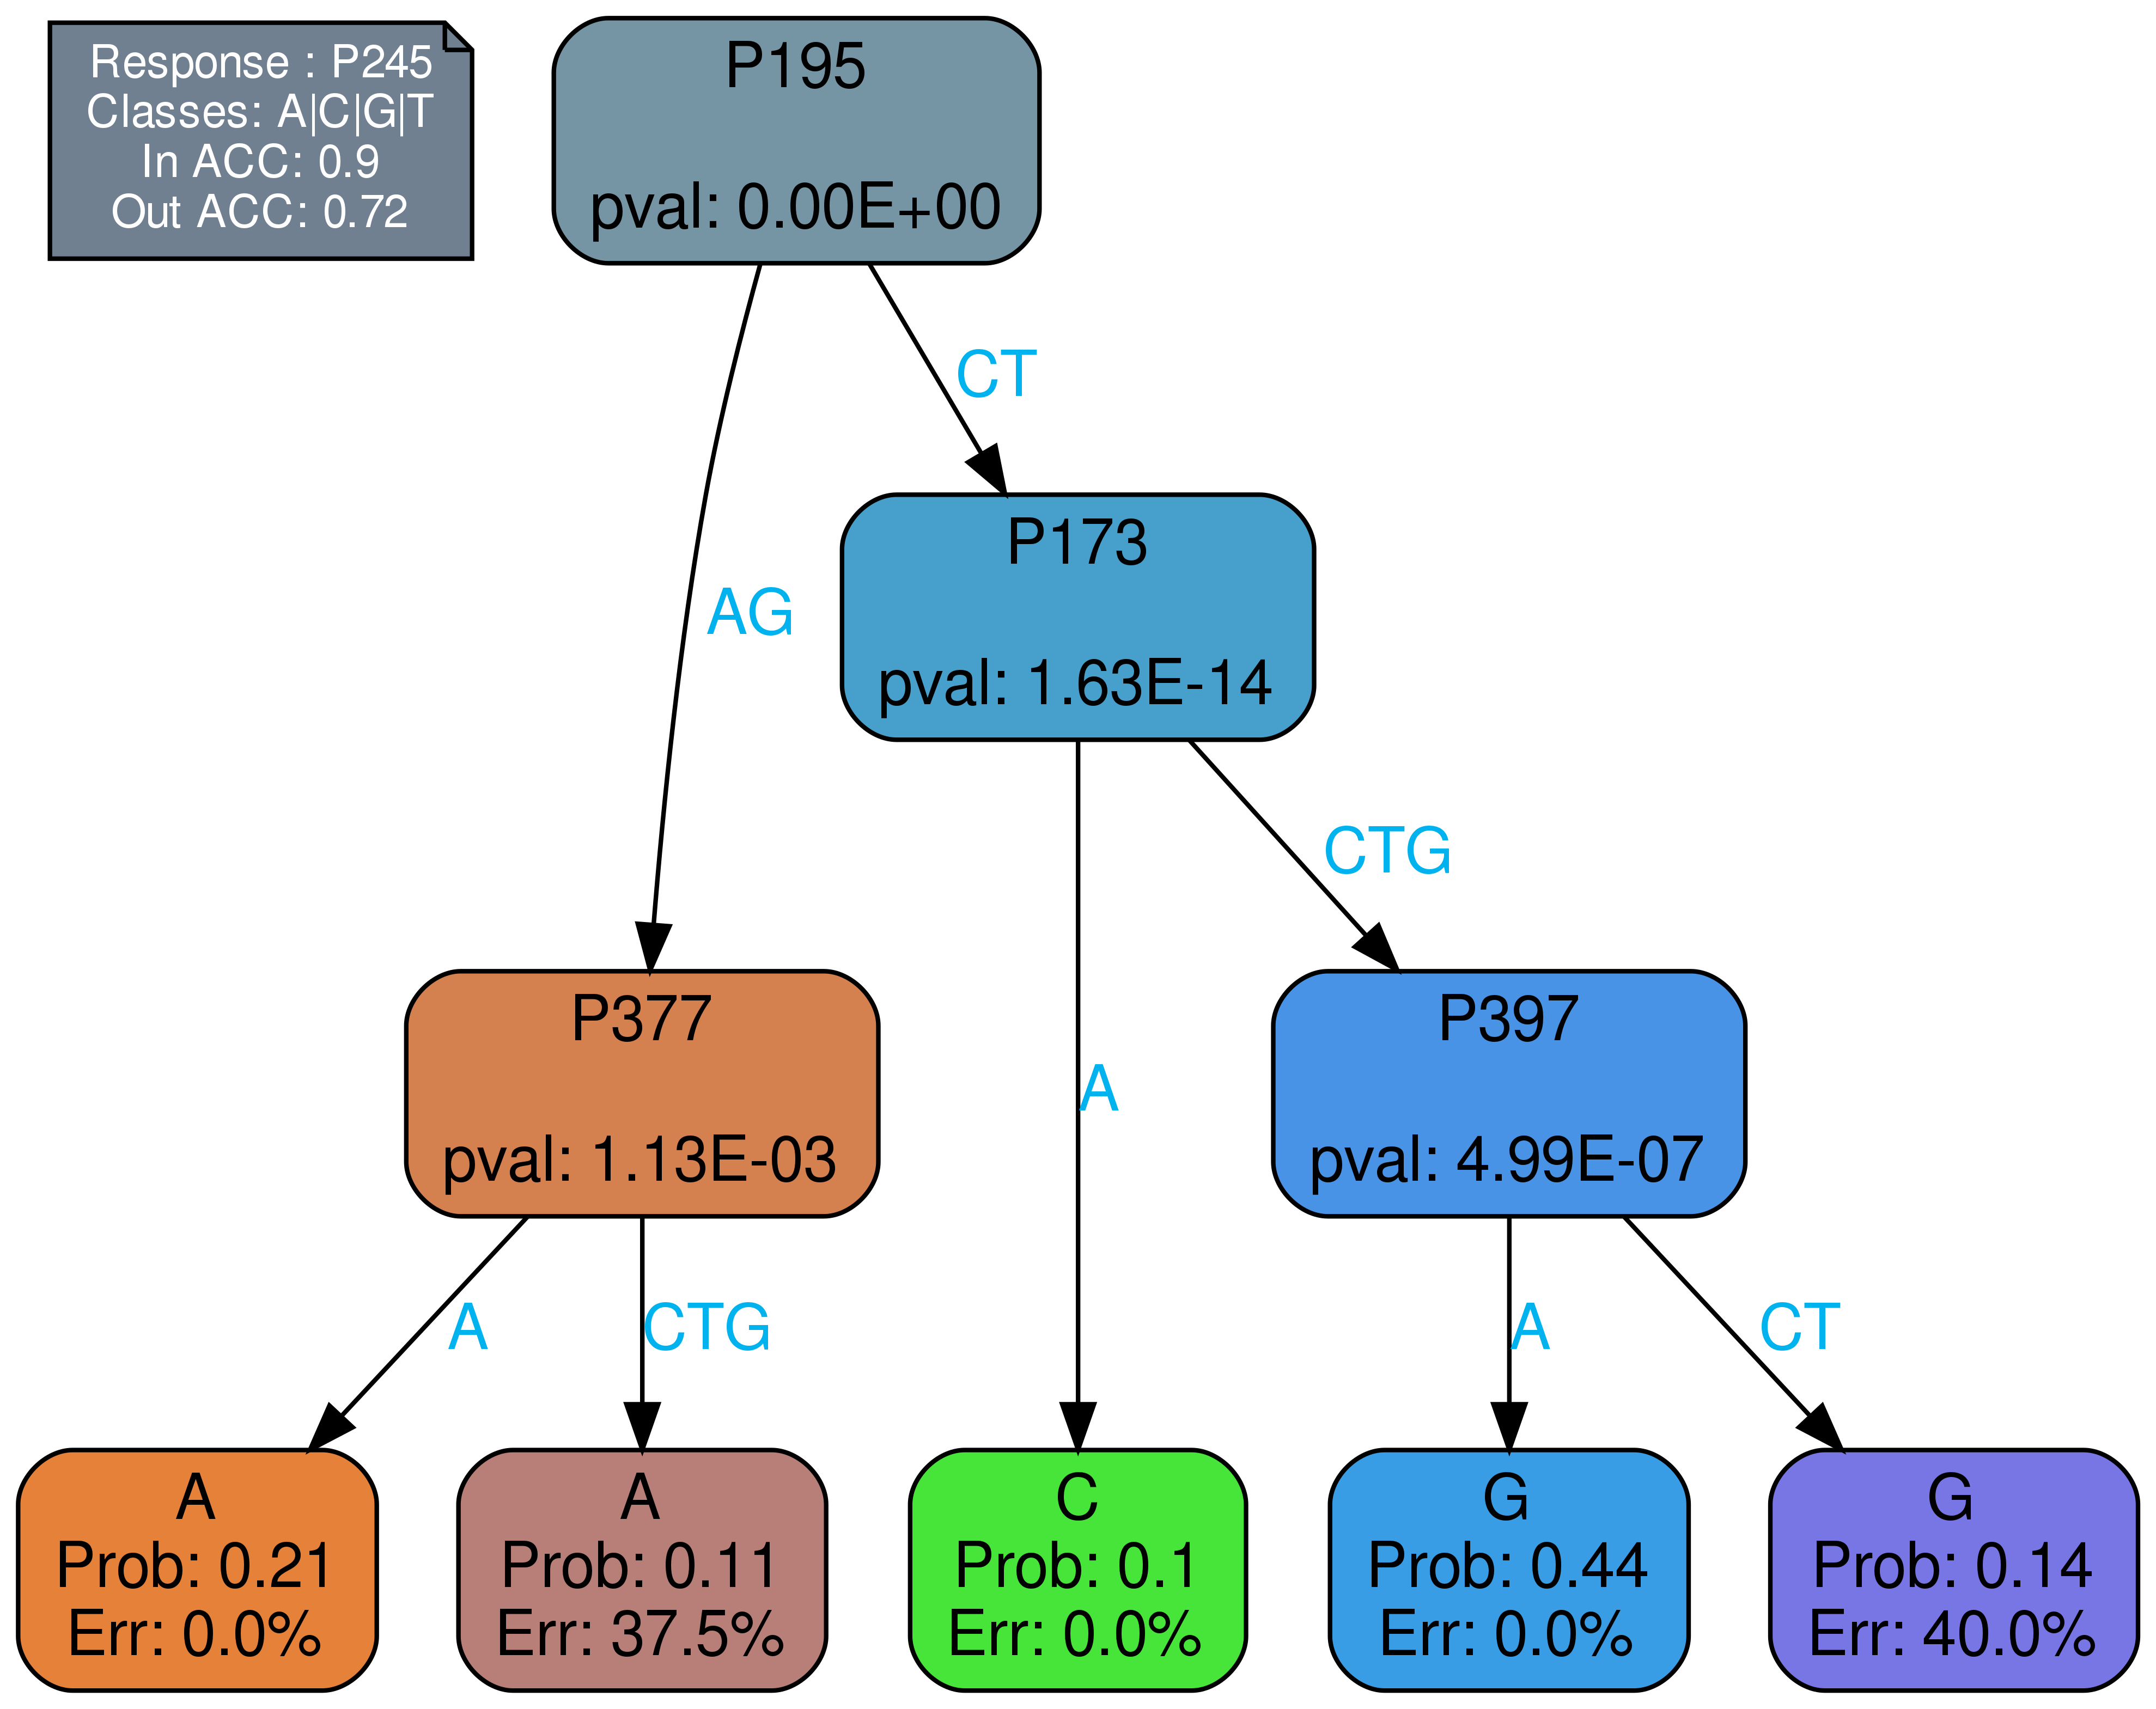 Response : P245
Classes: A|C|G|T
In ACC: 0.9
Out ACC: 0.72
P195
pval: 0.00E+00
CT
AG
P173
pval: 1.63E-14
CTG
A
P377
pval: 1.13E-03
P397
pval: 4.99E-07
A
CTG
A
CT
A
Prob: 0.21
Err: 0.0%
A
Prob: 0.11
Err: 37.5%
C
Prob: 0.1
Err: 0.0%
G
Prob: 0.44
Err: 0.0%
G
Prob: 0.14
Err: 40.0%